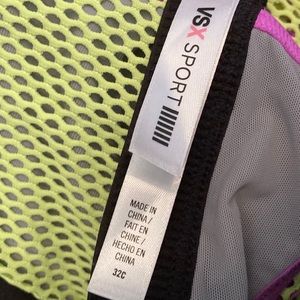 VSX SPORT
MADE IN
CHINA /
FAIT EN
CHINE /
HECHO EN
CHINA
32C